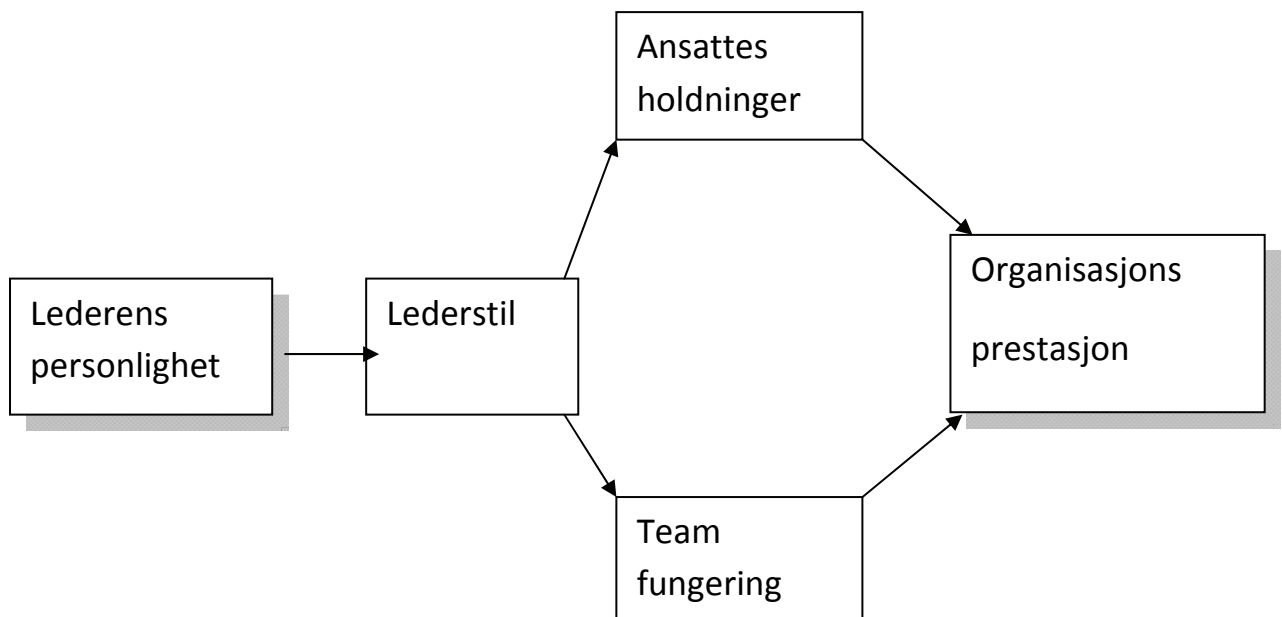 Ansattes
holdninger
Lederens
personlighet
Lederstil
Organisasjons
prestasjon
Team
fungering